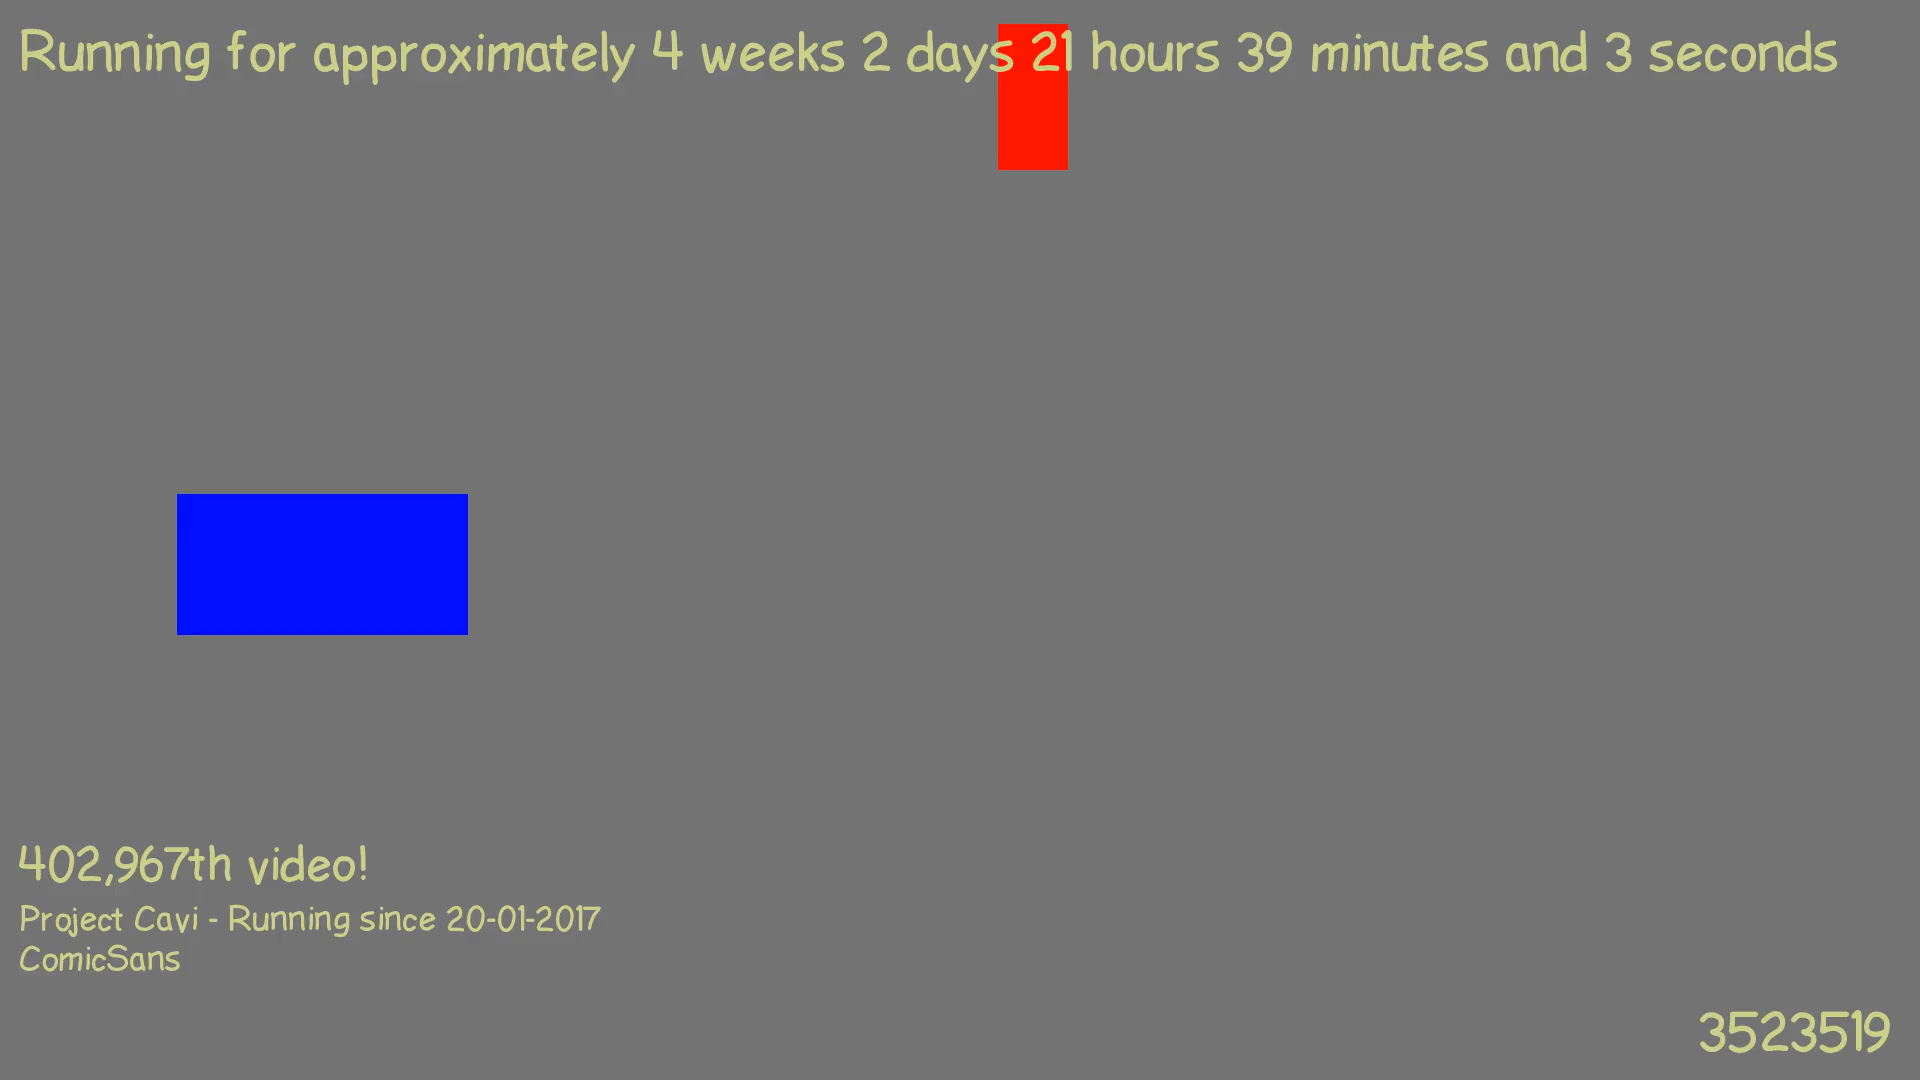 Running for approximately 4 weeks 2 days 21 hours 39 minutes and 3 seconds
402,967th video!
Project Cavi - Running since 20-01-2017
ComicSans
3523519